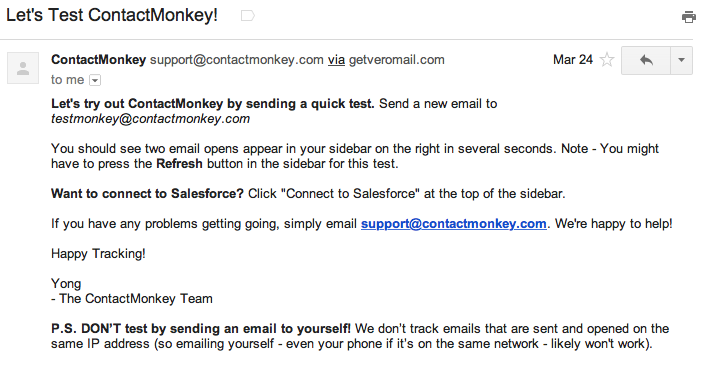 Let's Test ContactMonkey!
ContactMonkey support@contactmonkey.com via getveromail.com
Mar 24
to me
Let's try out ContactMonkey by sending a quick test. Send a new email to
testmonkey@contactmonkey.com
You should see two email opens appear in your sidebar on the right in several seconds. Note - You might
have to press the Refresh button in the sidebar for this test.
Want to connect to Salesforce? Click "Connect to Salesforce" at the top of the sidebar.
If you have any problems getting going, simply email support@contactmonkey.com. We're happy to help!
Happy Tracking!
Yong
- The ContactMonkey Team
P.S. DON'T test by sending an email to yourself! We don't track emails that are sent and opened on the
same IP address (so emailing yourself - even your phone if it's on the same network - likely won't work).